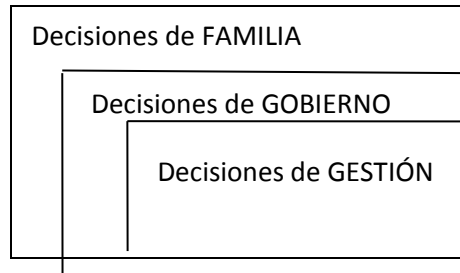 Decisiones de FAMILIA
Decisiones de GOBIERNO
Decisiones de GESTIÓN